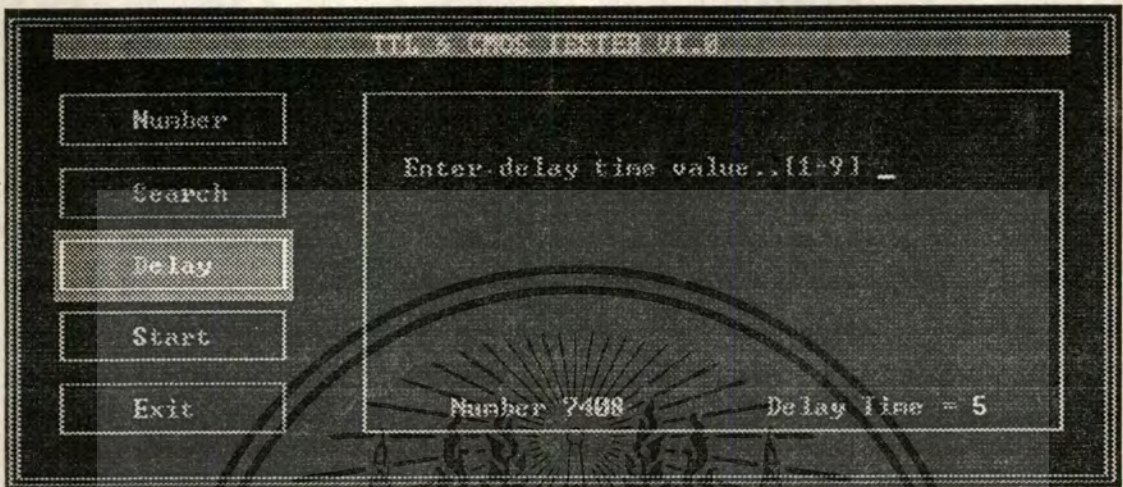 TTL & CMOS TESTER V1.0
Number
Search
Delay
Start
Exit
Enter delay time value..[1-9] _
Number 7408
Delay Time = 5